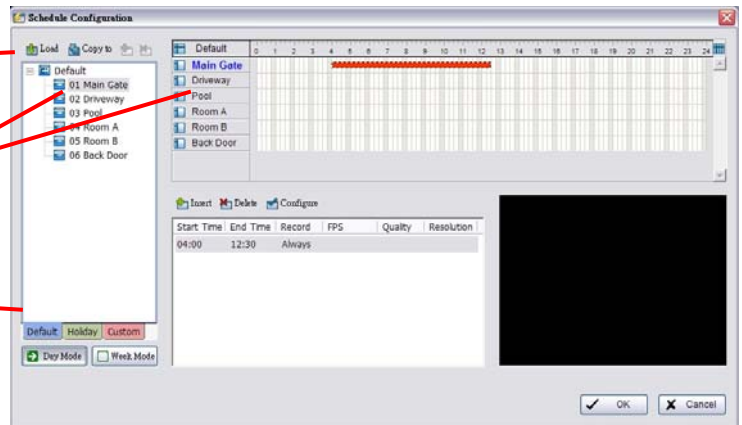 Schedule Configuration
Load Copy to
Default
01 Main Gate
02 Driveway
03 Pool
04 Room A
05 Room B
06 Back Door
Default Holiday Custom
Day Mode Week Mode
Default 0 1 2 3 4 5 6 7 8 9 10 11 12 13 14 15 16 17 18 19 20 21 22 23 24
Main Gate
Driveway
Pool
Room A
Room B
Back Door
Insert Delete Configure
Start Time End Time Record FPS Quality Resolution
04:00 12:30 Always
OK Cancel